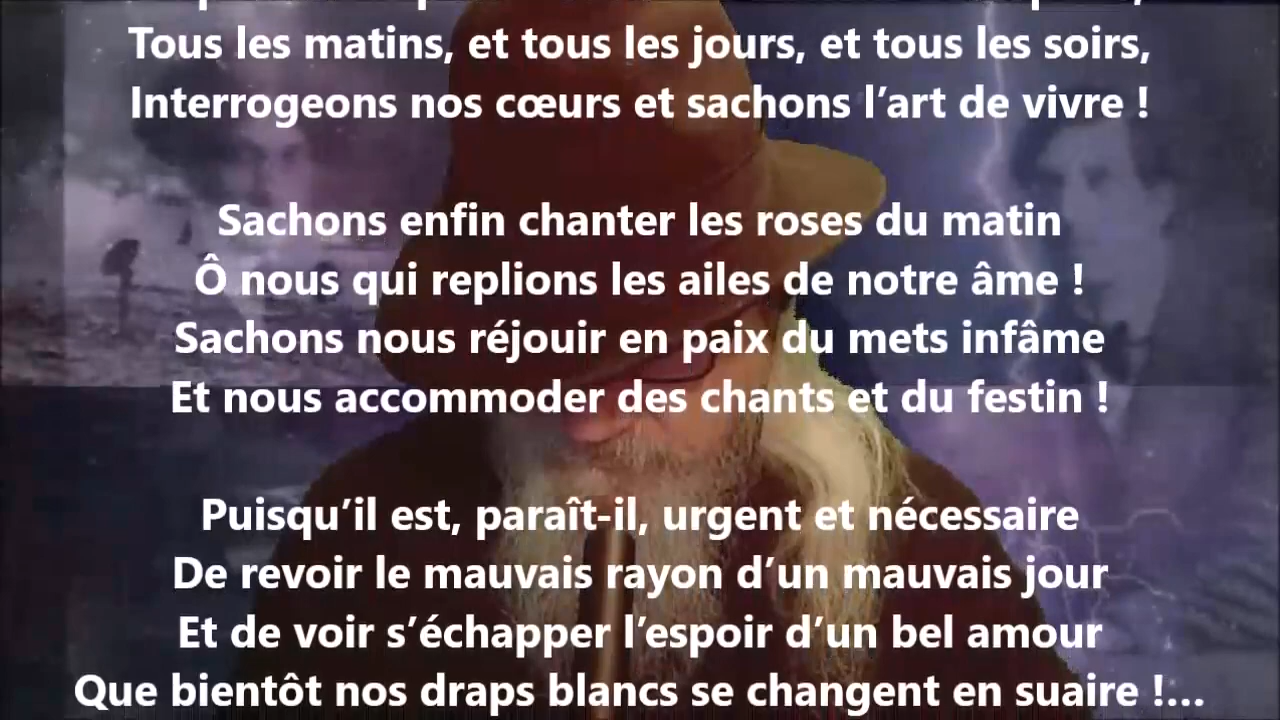 Tous les matins, et tous les jours, et tous les soirs,
Interrogeons nos cœurs et sachons l’art de vivre !
Sachons enfin chanter les roses du matin
Ô nous qui replions les ailes de notre âme !
Sachons nous réjouir en paix du mets infâme
Et nous accommoder des chants et du festin !
Puisqu’il est, paraît-il, urgent et nécessaire
De revoir le mauvais rayon d’un mauvais jour
Et de voir s’échapper l’espoir d’un bel amour
Que bientôt nos draps blancs se changent en suaire !...